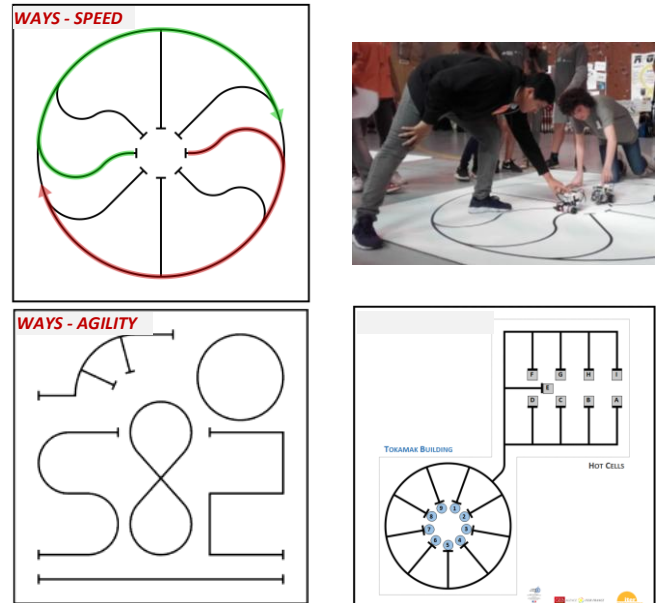 WAYS - SPEED
WAYS - AGILITY
F G H I
E
D C B A
TOKAMAK BUILDING
HOT CELLS
9 1
8 2
7 3
6 4
5